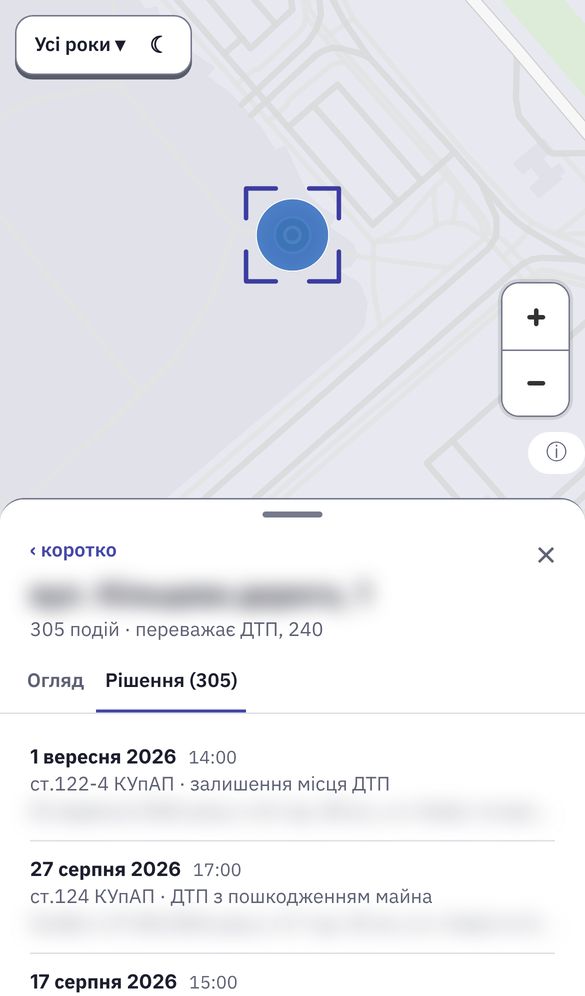 Усі роки ▾ ☾
+
−
ⓘ
‹ коротко
✕
305 подій · переважає ДТП, 240
Огляд Рішення (305)
1 вересня 2026 14:00
ст.122-4 КУпАП · залишення місця ДТП
27 серпня 2026 17:00
ст.124 КУпАП · ДТП з пошкодженням майна
17 серпня 2026 15:00